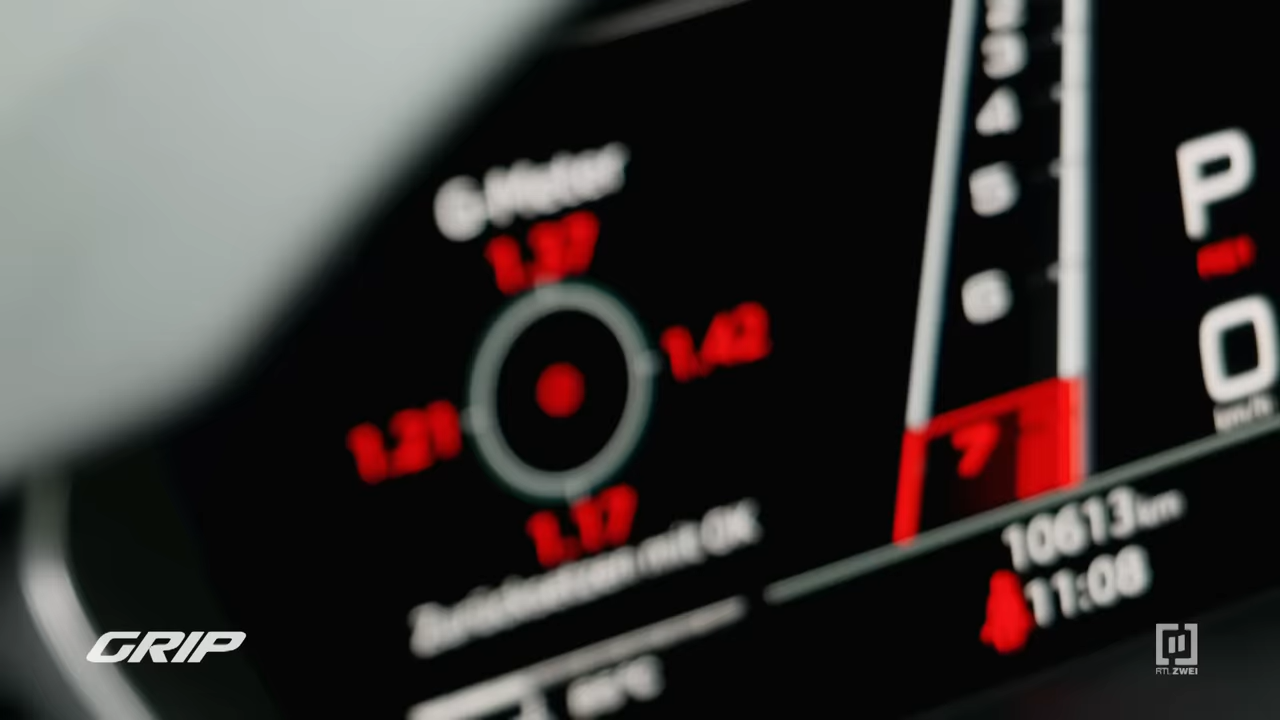 G-Meter
1.37
1.42
1.21
1.17
Zurücksetzen mit OK
2
3
4
5
6
7
P
0
km/h
10613 km
11:08
GRIP
RTL ZWEI